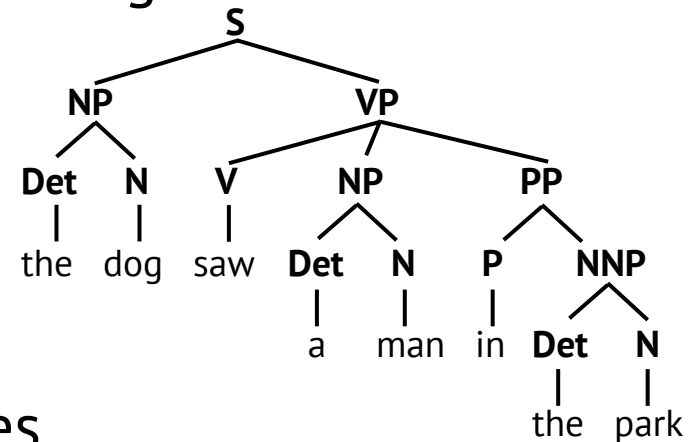 S
NP VP
Det N V NP PP
the dog saw Det N P NNP
a man in Det N
the park